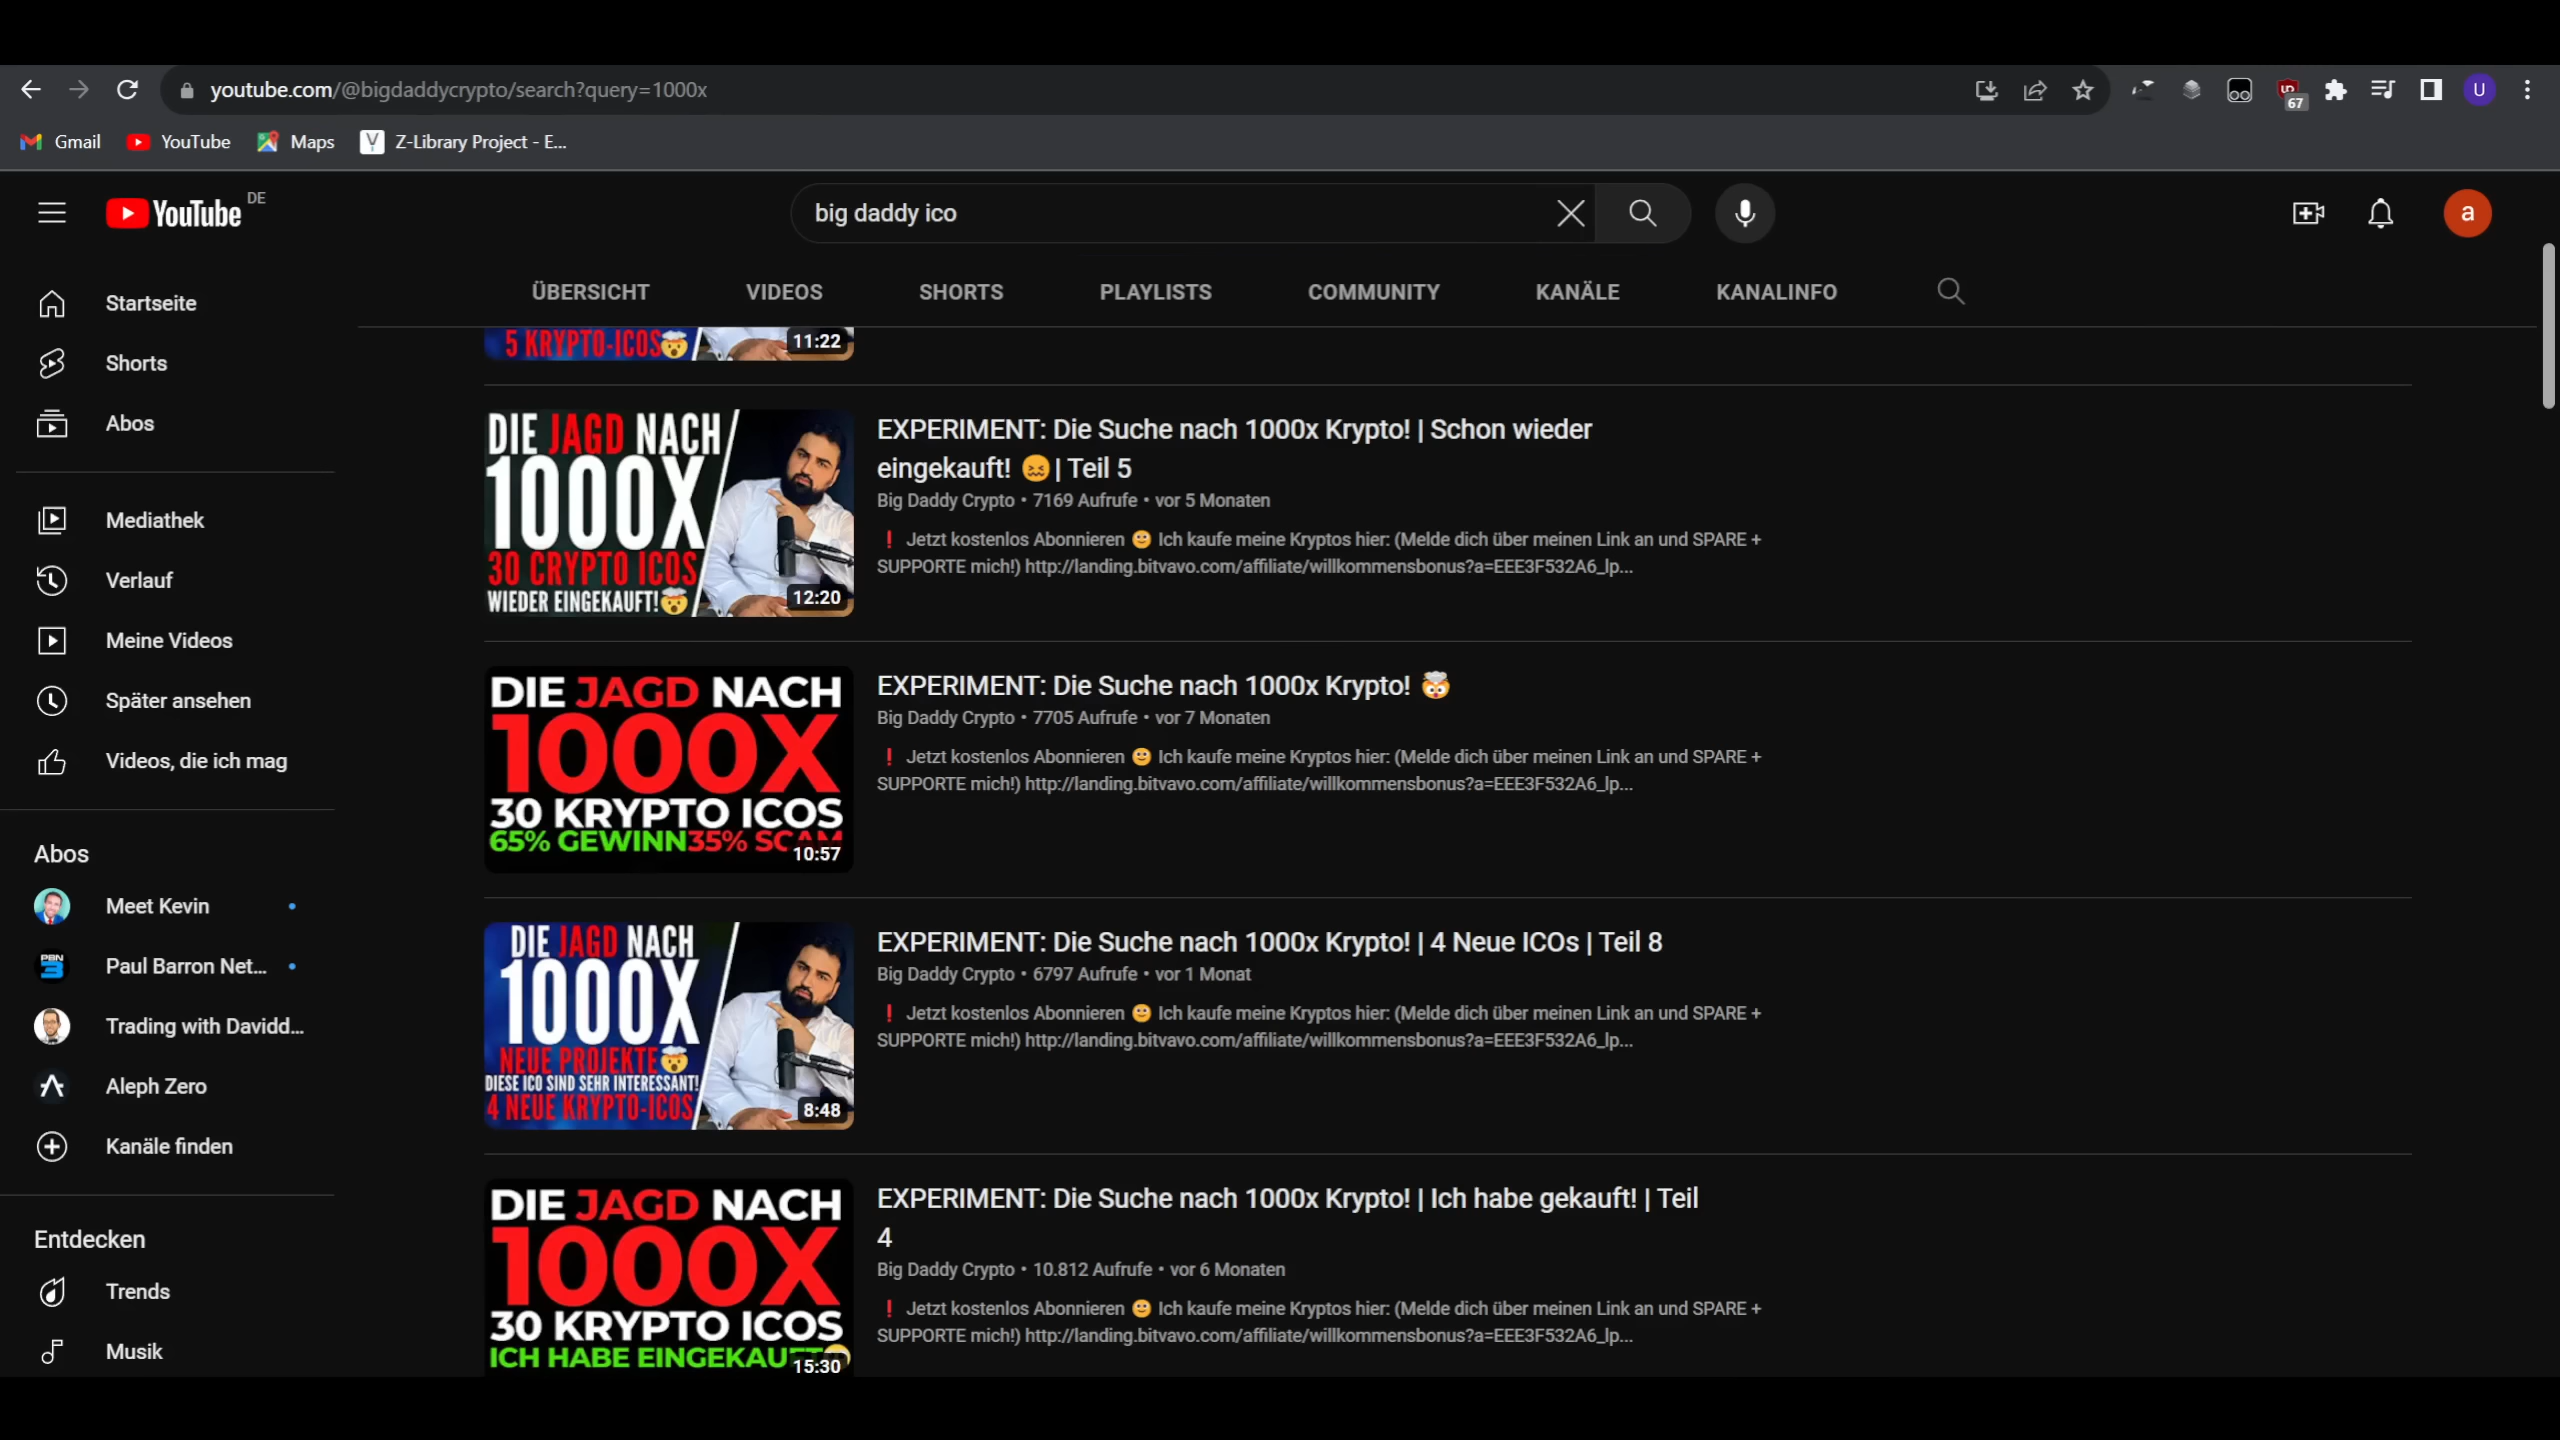 youtube.com/@bigdaddycrypto/search?query=1000x
67
U
Gmail
YouTube
Maps
Z-Library Project - E...
YouTube DE
big daddy ico
a
Startseite
Shorts
Abos
Mediathek
Verlauf
Meine Videos
Später ansehen
Videos, die ich mag
Abos
Meet Kevin
PBN
3
Paul Barron Net...
Trading with Davidd...
Aleph Zero
Kanäle finden
Entdecken
Trends
Musik
ÜBERSICHT
VIDEOS
SHORTS
PLAYLISTS
COMMUNITY
KANÄLE
KANALINFO
5 KRYPTO-ICOS🤯
11:22
DIE JAGD NACH
1000X
30 CRYPTO ICOS
WIEDER EINGEKAUFT!🤯
12:20
EXPERIMENT: Die Suche nach 1000x Krypto! | Schon wieder
eingekauft! 😖 | Teil 5
Big Daddy Crypto • 7169 Aufrufe • vor 5 Monaten
❗ Jetzt kostenlos Abonnieren 🙂 Ich kaufe meine Kryptos hier: (Melde dich über meinen Link an und SPARE +
SUPPORTE mich!) http://landing.bitvavo.com/affiliate/willkommensbonus?a=EEE3F532A6_lp...
DIE JAGD NACH
1000X
30 KRYPTO ICOS
65% GEWINN 35% SCAM
10:57
EXPERIMENT: Die Suche nach 1000x Krypto! 🤯
Big Daddy Crypto • 7705 Aufrufe • vor 7 Monaten
❗ Jetzt kostenlos Abonnieren 🙂 Ich kaufe meine Kryptos hier: (Melde dich über meinen Link an und SPARE +
SUPPORTE mich!) http://landing.bitvavo.com/affiliate/willkommensbonus?a=EEE3F532A6_lp...
DIE JAGD NACH
1000X
NEUE PROJEKTE🤯
DIESE ICO SIND SEHR INTERESSANT!
4 NEUE KRYPTO-ICOS
8:48
EXPERIMENT: Die Suche nach 1000x Krypto! | 4 Neue ICOs | Teil 8
Big Daddy Crypto • 6797 Aufrufe • vor 1 Monat
❗ Jetzt kostenlos Abonnieren 🙂 Ich kaufe meine Kryptos hier: (Melde dich über meinen Link an und SPARE +
SUPPORTE mich!) http://landing.bitvavo.com/affiliate/willkommensbonus?a=EEE3F532A6_lp...
DIE JAGD NACH
1000X
30 KRYPTO ICOS
ICH HABE EINGEKAUFT
15:30
EXPERIMENT: Die Suche nach 1000x Krypto! | Ich habe gekauft! | Teil
4
Big Daddy Crypto • 10.812 Aufrufe • vor 6 Monaten
❗ Jetzt kostenlos Abonnieren 🙂 Ich kaufe meine Kryptos hier: (Melde dich über meinen Link an und SPARE +
SUPPORTE mich!) http://landing.bitvavo.com/affiliate/willkommensbonus?a=EEE3F532A6_lp...